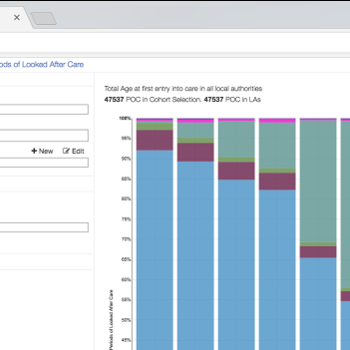 ods of Looked After Care
Total Age at first entry into care in all local authorities
47537 POC in Cohort Selection. 47537 POC in LAs
+ New Edit
100%
95%
90%
85%
80%
75%
70%
65%
60%
55%
50%
45%
Periods of Looked After Care